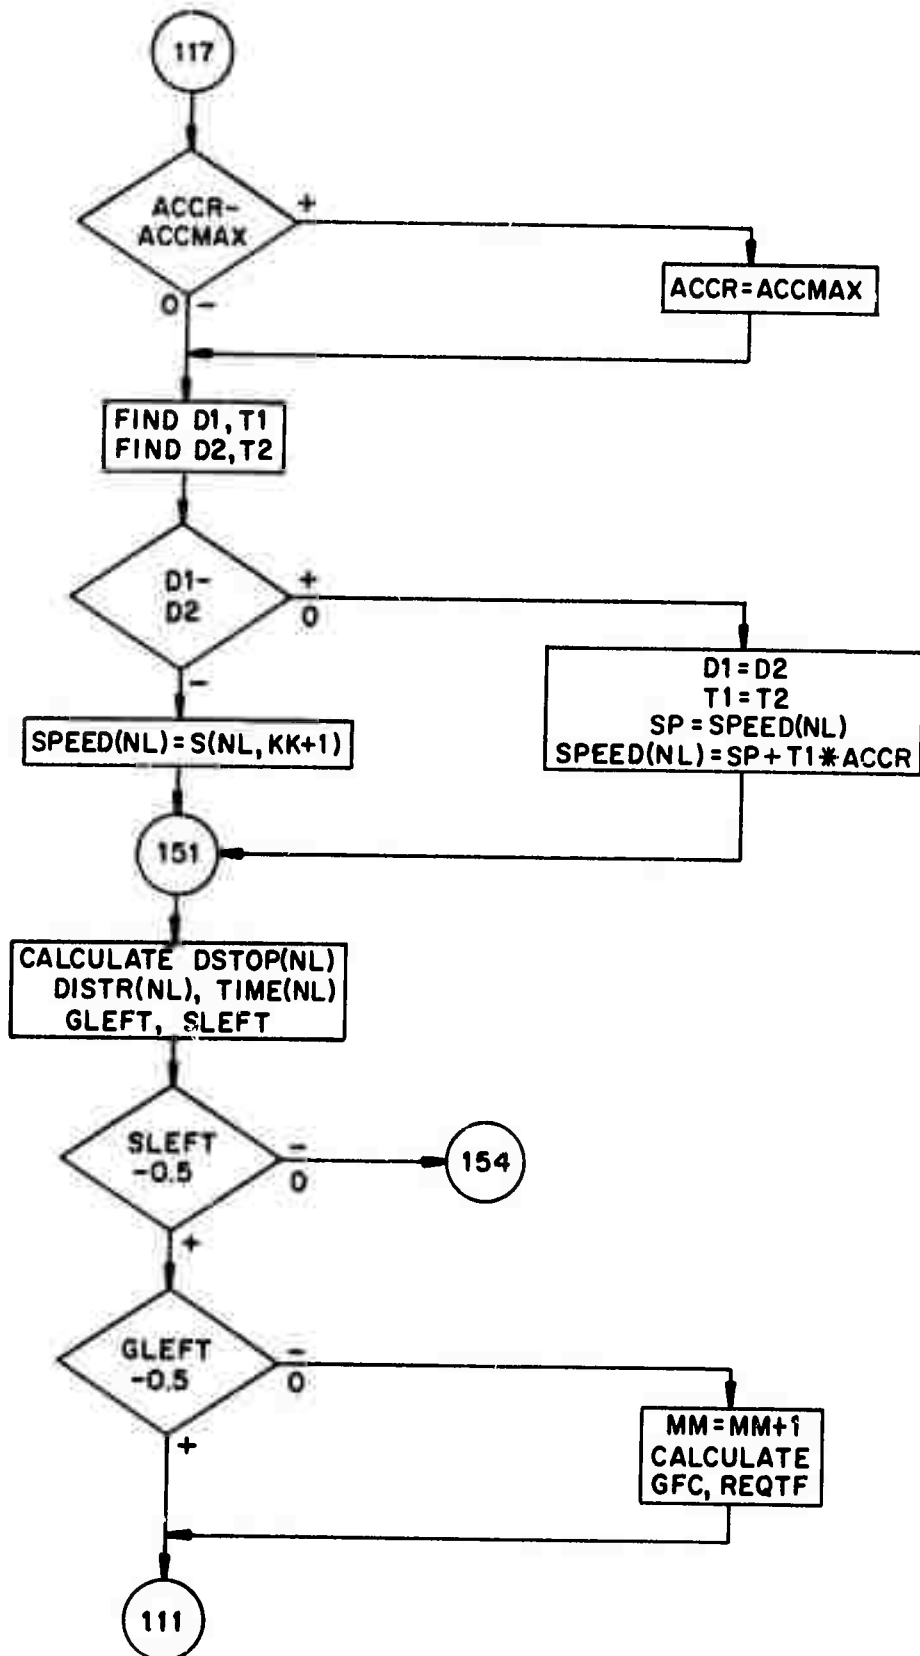 117
ACCR-
ACCMAX
+
0 -
ACCR=ACCMAX
FIND D1,T1
FIND D2,T2
D1-
D2
+
0
-
D1=D2
T1=T2
SP=SPEED(NL)
SPEED(NL)=SP+T1*ACCR
SPEED(NL)=S(NL,KK+1)
151
CALCULATE DSTOP(NL)
DISTR(NL), TIME(NL)
GLEFT, SLEFT
SLEFT
-0.5
-
0
154
+
GLEFT
-0.5
-
0
+
MM=MM+1
CALCULATE
GFC, REQTF
111